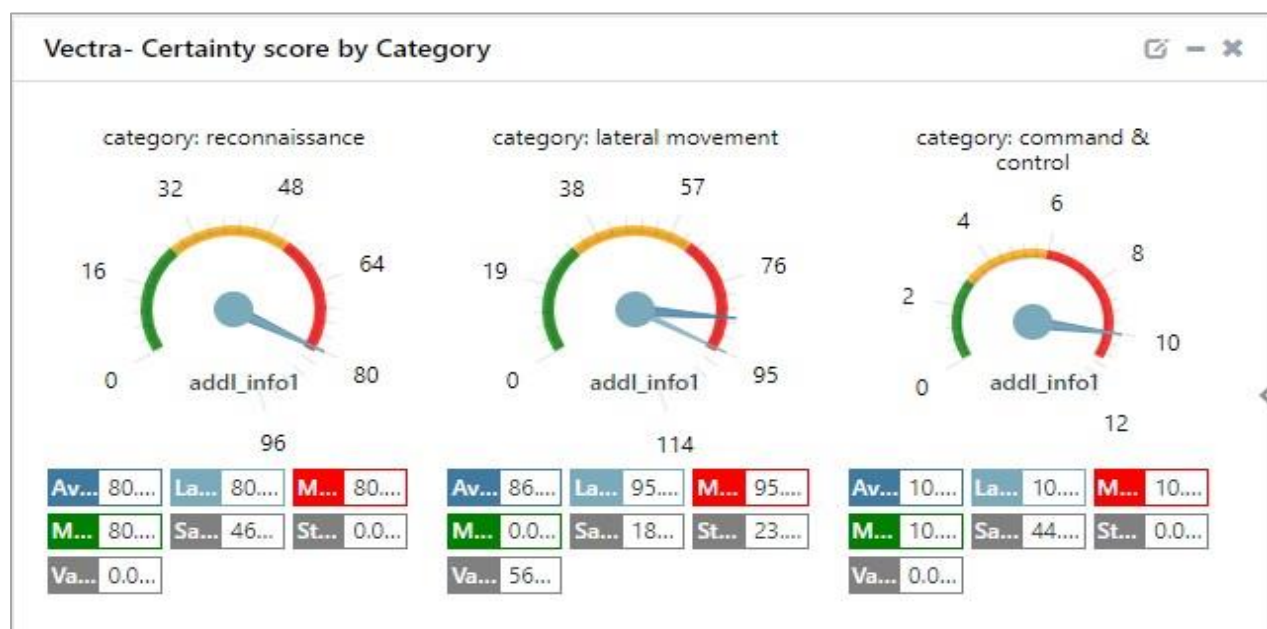 Vectra- Certainty score by Category
category: reconnaissance
0
16
32
48
64
80
96
addl_info1
Av... 80.... La... 80.... M... 80....
M... 80.... Sa... 46... St... 0.0...
Va... 0.0...
category: lateral movement
0
19
38
57
76
95
114
addl_info1
Av... 86.... La... 95.... M... 95....
M... 0.0... Sa... 18... St... 23....
Va... 56...
category: command &
control
0
2
4
6
8
10
12
addl_info1
Av... 10.... La... 10.... M... 10....
M... 10.... Sa... 44.... St... 0.0...
Va... 0.0...